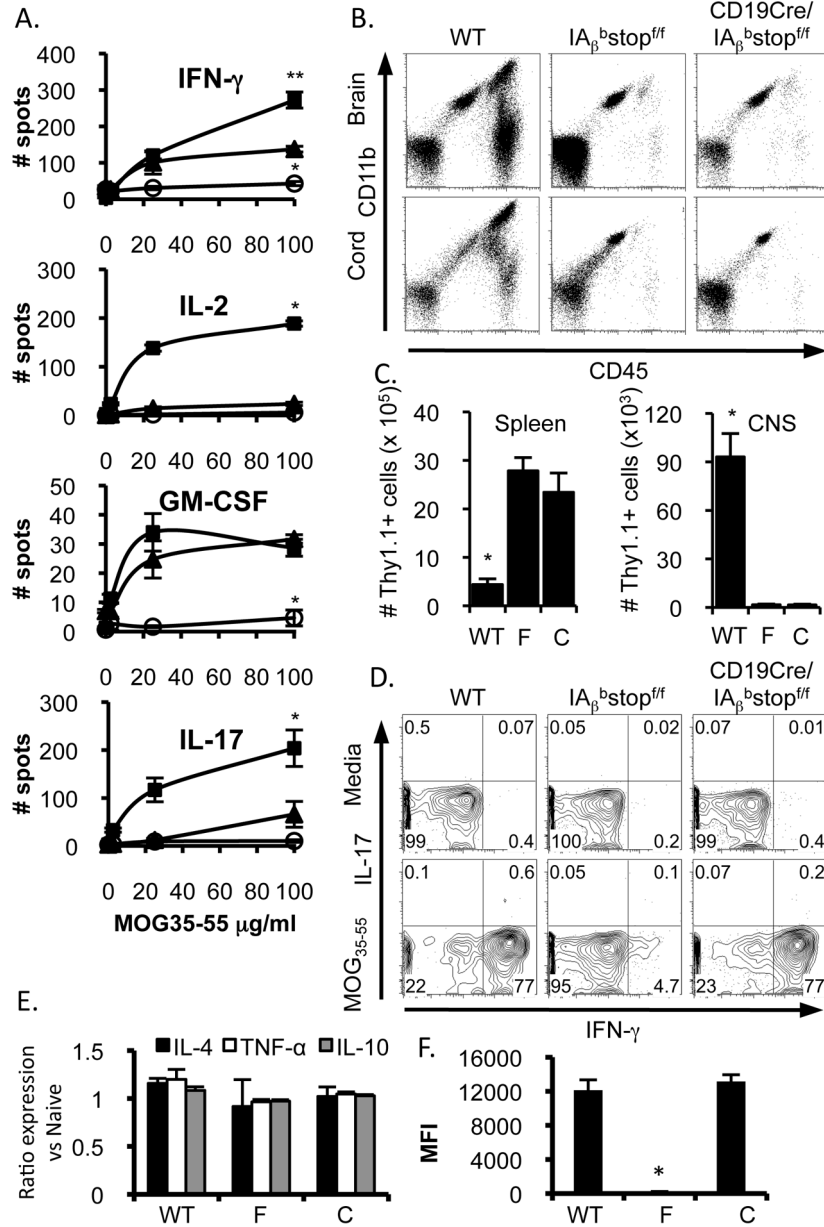 A.
# spots
400
300
200
100
0
IFN-γ
**
*
0 20 40 60 80 100
# spots
300
200
100
0
IL-2
*
0 20 40 60 80 100
# spots
50
40
30
20
10
0
GM-CSF
*
0 20 40 60 80 100
# spots
300
200
100
0
IL-17
*
0 20 40 60 80 100
MOG35-55 μg/ml
B.
WT
IAβᵇstopf/f
CD19Cre/
IAβᵇstopf/f
Brain
Cord
CD11b
CD45
C.
# Thy1.1+ cells (x 10⁵)
40
30
20
10
0
Spleen
*
WT F C
# Thy1.1+ cells (x10³)
120
90
60
30
0
CNS
*
WT F C
D.
WT
IAβᵇstopf/f
CD19Cre/
IAβᵇstopf/f
Media
0.5 0.07 0.05 0.02 0.07 0.01
99 0.4 100 0.2 99 0.4
IL-17
MOG35-55
0.1 0.6 0.05 0.1 0.07 0.2
22 77 95 4.7 23 77
IFN-γ
E.
IL-4 TNF-α IL-10
Ratio expression
vs Naive
1.5
1
0.5
0
WT F C
F.
MFI
16000
12000
8000
4000
0
*
WT F C